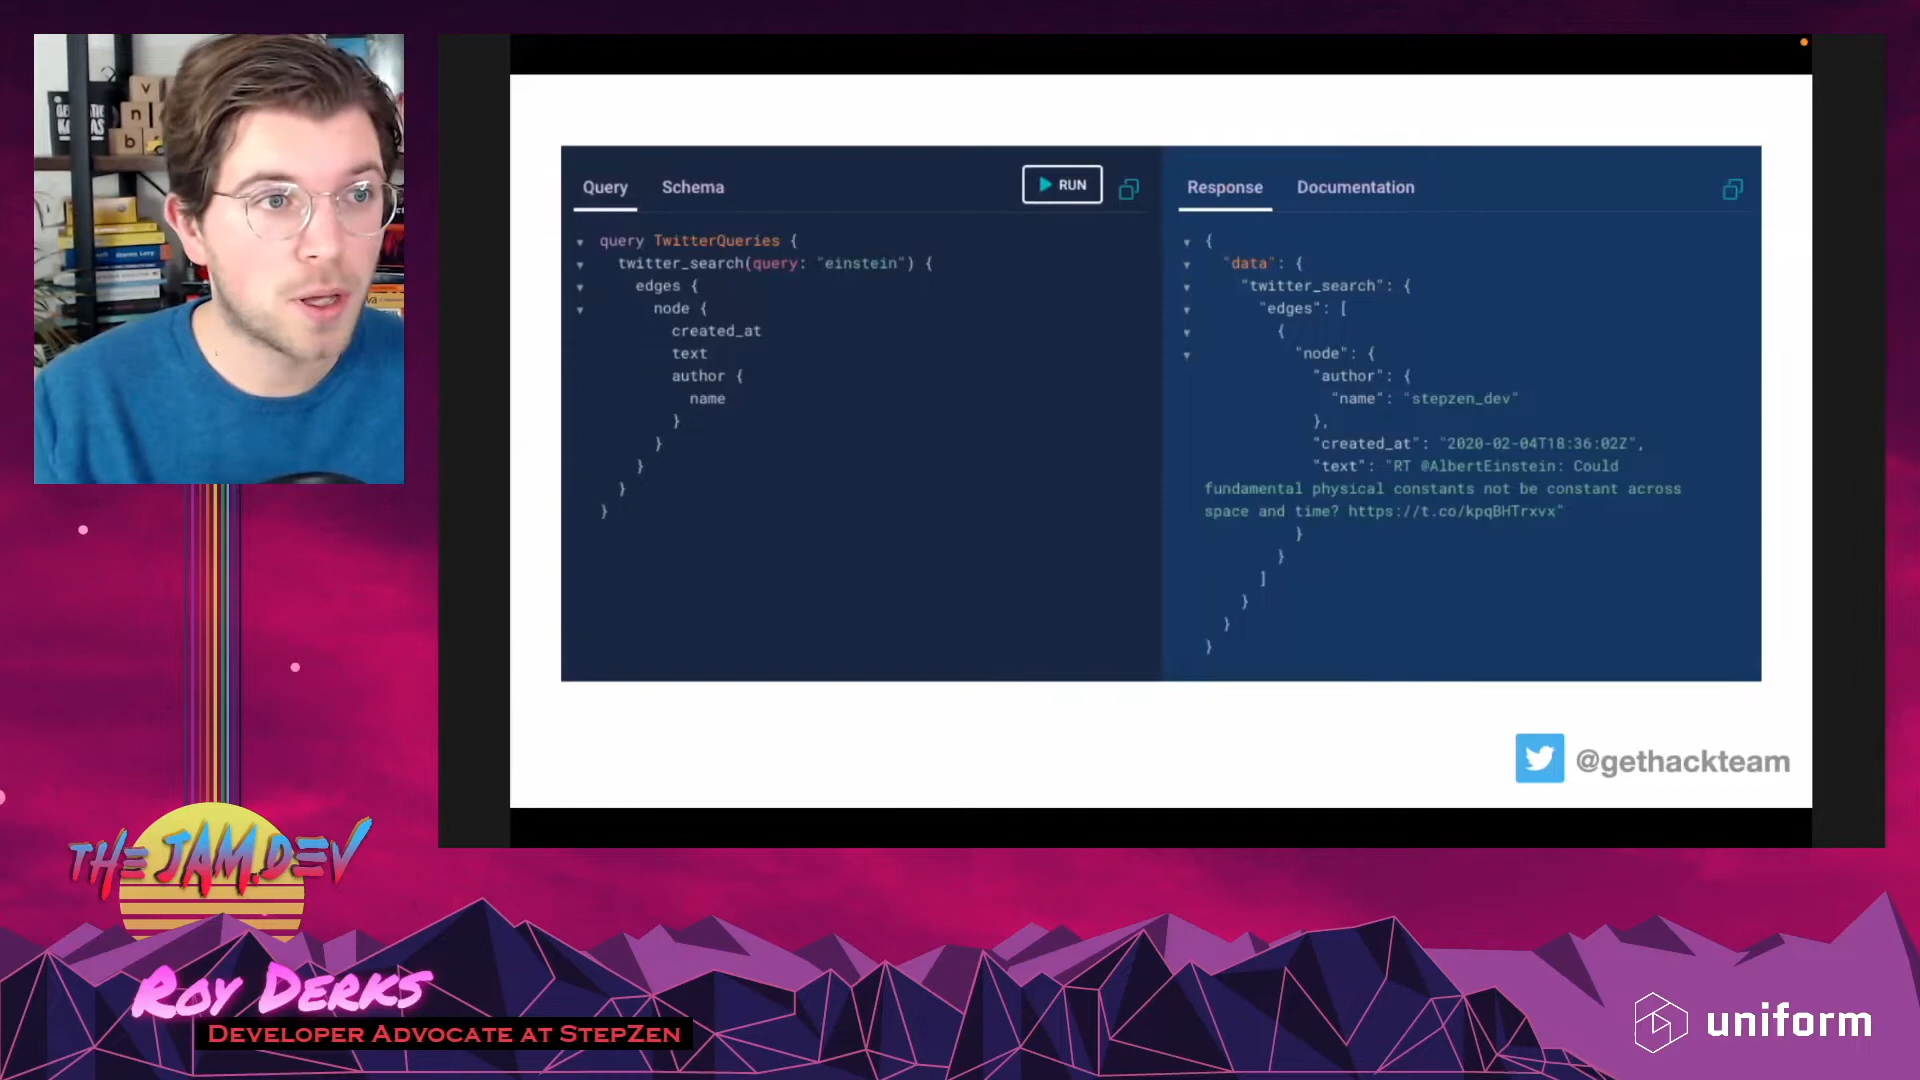 Query Schema RUN
query TwitterQueries {
twitter_search(query: "einstein") {
edges {
node {
created_at
text
author {
name
}
}
}
}
}
Response Documentation
{
"data": {
"twitter_search": {
"edges": [
{
"node": {
"author": {
"name": "stepzen_dev"
},
"created_at": "2020-02-04T18:36:02Z",
"text": "RT @AlbertEinstein: Could
fundamental physical constants not be constant across
space and time? https://t.co/kpqBHTrxvx"
}
}
]
}
}
}
@gethackteam
v
n
b
THE JAM.DEV
Roy Derks
Developer Advocate at StepZen
uniform